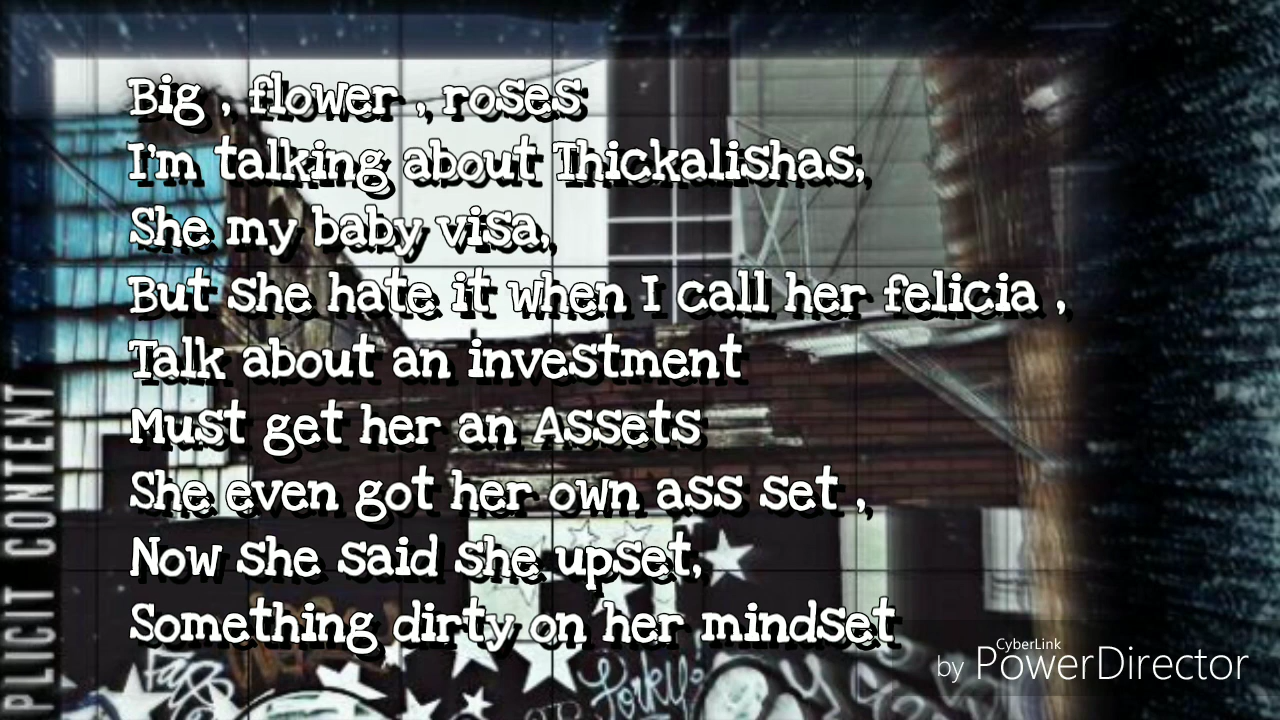 Big , flower , roses
I'm talking about Thickalishas,
She my baby visa,
But she hate it when I call her felicia ,
Talk about an investment
Must get her an Assets
She even got her own ass set ,
Now she said she upset,
Something dirty on her mindset
PLICIT CONTENT
CyberLink
by PowerDirector